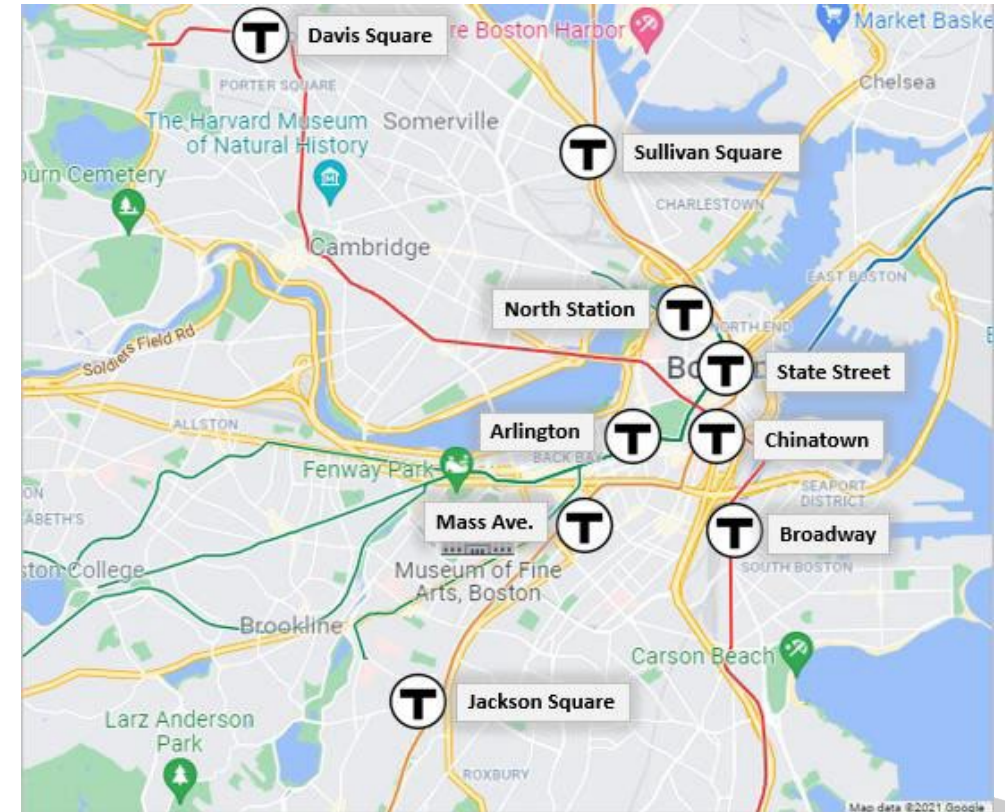 T
Davis Square
re Boston Harbor
Market Baske
PORTER SQUARE
Chelsea
The Harvard Museum
of Natural History
Somerville
T
Sullivan Square
urn Cemetery
CHARLESTOWN
Cambridge
EAST BOSTON
North Station
T
NORTH END
Soldiers Field Rd
Bo
T
State Street
ALLSTON
Arlington
T
T
Chinatown
BACK BAY
Fenway Park
SEAPORT
DISTRICT
ON
ABETH'S
Mass Ave.
T
T
Broadway
ston College
Museum of Fine
Arts, Boston
SOUTH BOSTON
Brookline
Carson Beach
T
Jackson Square
Larz Anderson
Park
ROXBURY
Map data ©2021 Google